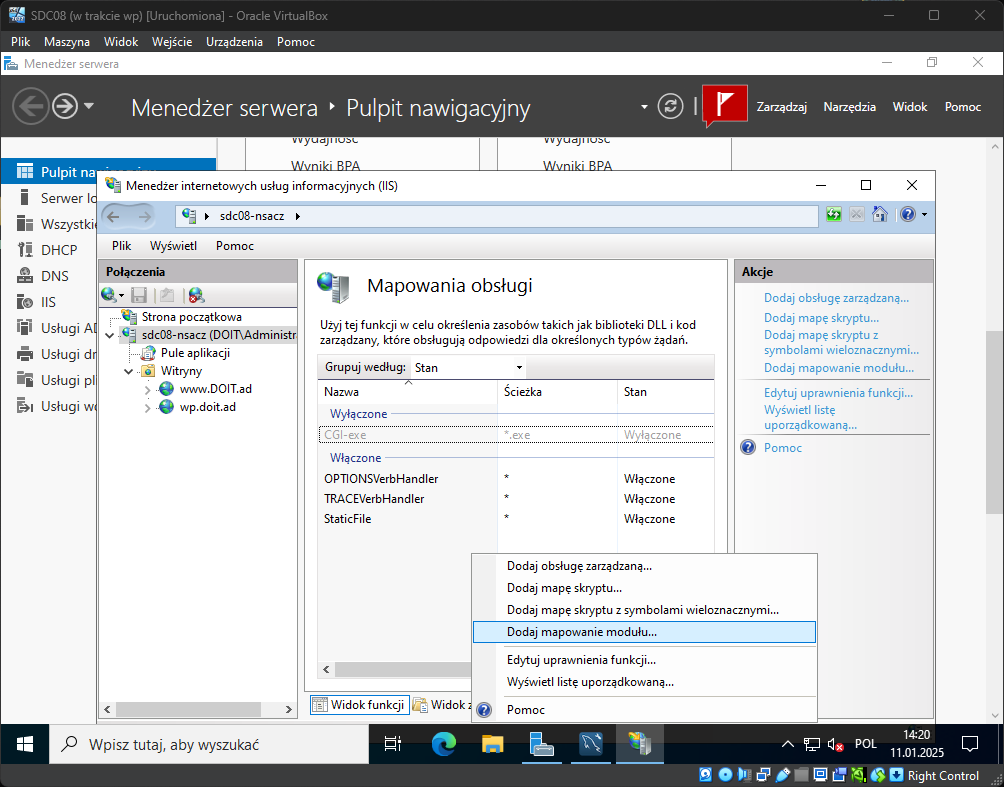 SDC08 (w trakcie wp) [Uruchomiona] - Oracle VirtualBox
Plik Maszyna Widok Wejście Urządzenia Pomoc
Menedżer serwera
Menedżer serwera Pulpit nawigacyjny
Zarządzaj Narzędzia Widok Pomoc
Wydajność Wydajność
Wyniki BPA Wyniki BPA
Pulpit na
Serwer lo
Wszystkie
DHCP
DNS
IIS
Usługi AD
Usługi dr
Usługi pl
Usługi wd
Menedżer internetowych usług informacyjnych (IIS)
sdc08-nsacz
Plik Wyświetl Pomoc
Połączenia
Strona początkowa
sdc08-nsacz (DOIT\Administr
Pule aplikacji
Witryny
www.DOIT.ad
wp.doit.ad
Mapowania obsługi
Użyj tej funkcji w celu określenia zasobów takich jak biblioteki DLL i kod
zarządzany, które obsługują odpowiedzi dla określonych typów żądań.
Grupuj według: Stan
Nazwa Ścieżka Stan
Wyłączone
CGI-exe *.exe Wyłączone
Włączone
OPTIONSVerbHandler * Włączone
TRACEVerbHandler * Włączone
StaticFile * Włączone
Widok funkcji Widok z
Akcje
Dodaj obsługę zarządzaną...
Dodaj mapę skryptu...
Dodaj mapę skryptu z
symbolami wieloznacznymi...
Dodaj mapowanie modułu...
Edytuj uprawnienia funkcji...
Wyświetl listę
uporządkowaną...
Pomoc
Dodaj obsługę zarządzaną...
Dodaj mapę skryptu...
Dodaj mapę skryptu z symbolami wieloznacznymi...
Dodaj mapowanie modułu...
Edytuj uprawnienia funkcji...
Wyświetl listę uporządkowaną...
Pomoc
Wpisz tutaj, aby wyszukać
POL
14:20
11.01.2025
Right Control